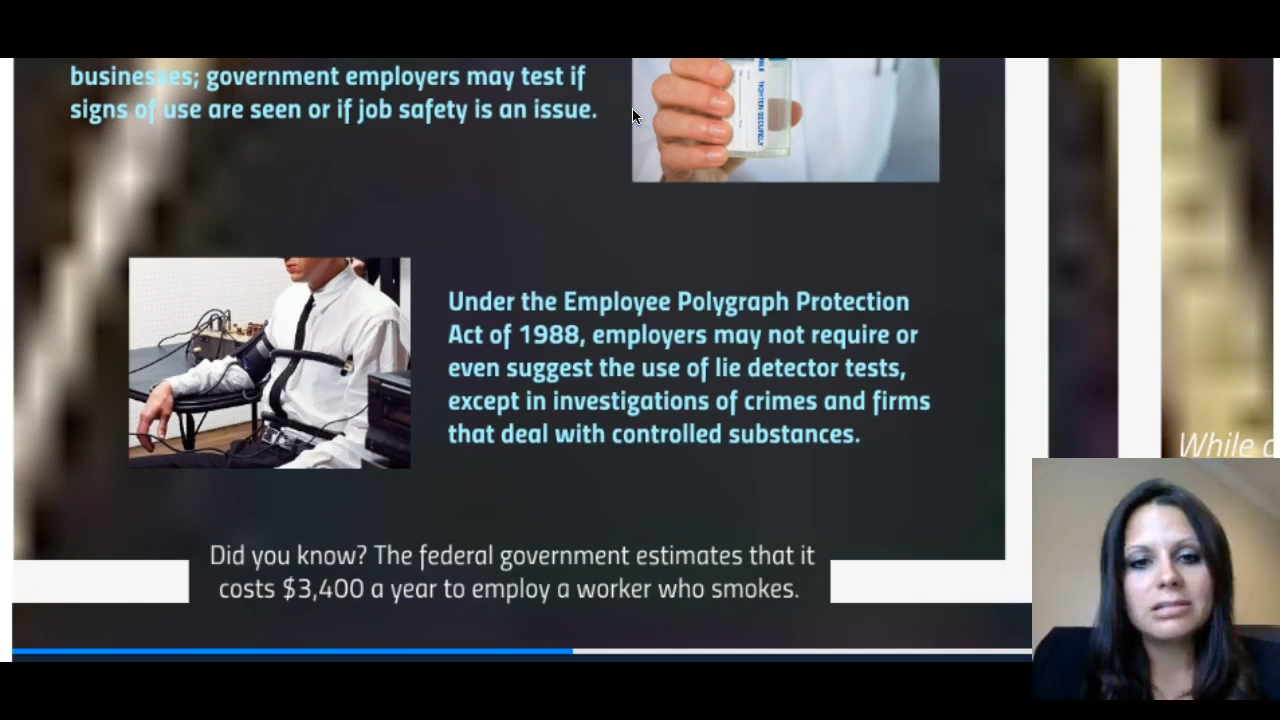 businesses; government employers may test if
signs of use are seen or if job safety is an issue.
TIGHTEN SECURELY
Under the Employee Polygraph Protection
Act of 1988, employers may not require or
even suggest the use of lie detector tests,
except in investigations of crimes and firms
that deal with controlled substances.
Did you know? The federal government estimates that it
costs $3,400 a year to employ a worker who smokes.
While